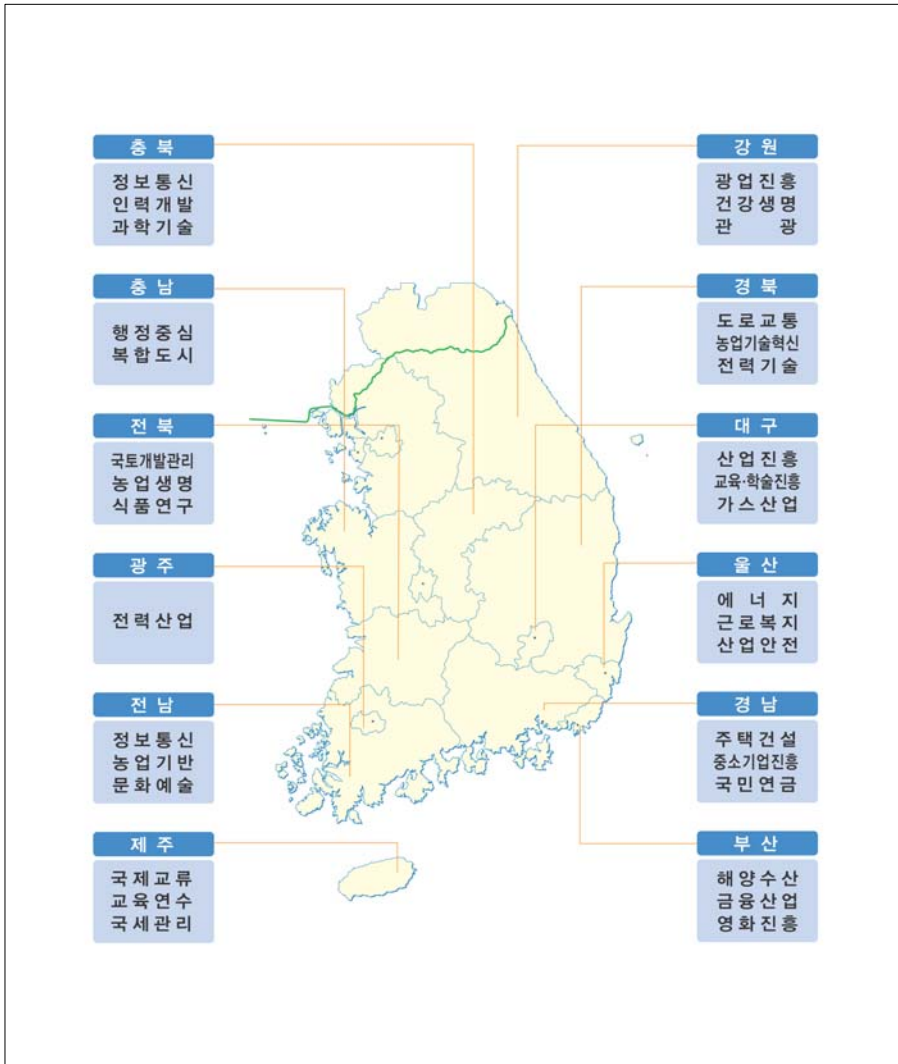 충북
정보통신
인력개발
과학기술
충남
행정중심
복합도시
전북
국토개발관리
농업생명
식품연구
광주
전력산업
전남
정보통신
농업기반
문화예술
제주
국제교류
교육연수
국세관리
강원
광업진흥
건강생명
관광
경북
도로교통
농업기술혁신
전력기술
대구
산업진흥
교육·학술진흥
가스산업
울산
에너지
근로복지
산업안전
경남
주택건설
중소기업진흥
국민연금
부산
해양수산
금융산업
영화진흥